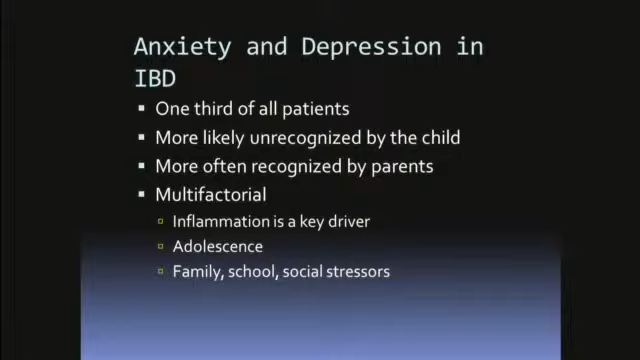 Anxiety and Depression in
IBD
▪ One third of all patients
▪ More likely unrecognized by the child
▪ More often recognized by parents
▪ Multifactorial
▫ Inflammation is a key driver
▫ Adolescence
▫ Family, school, social stressors